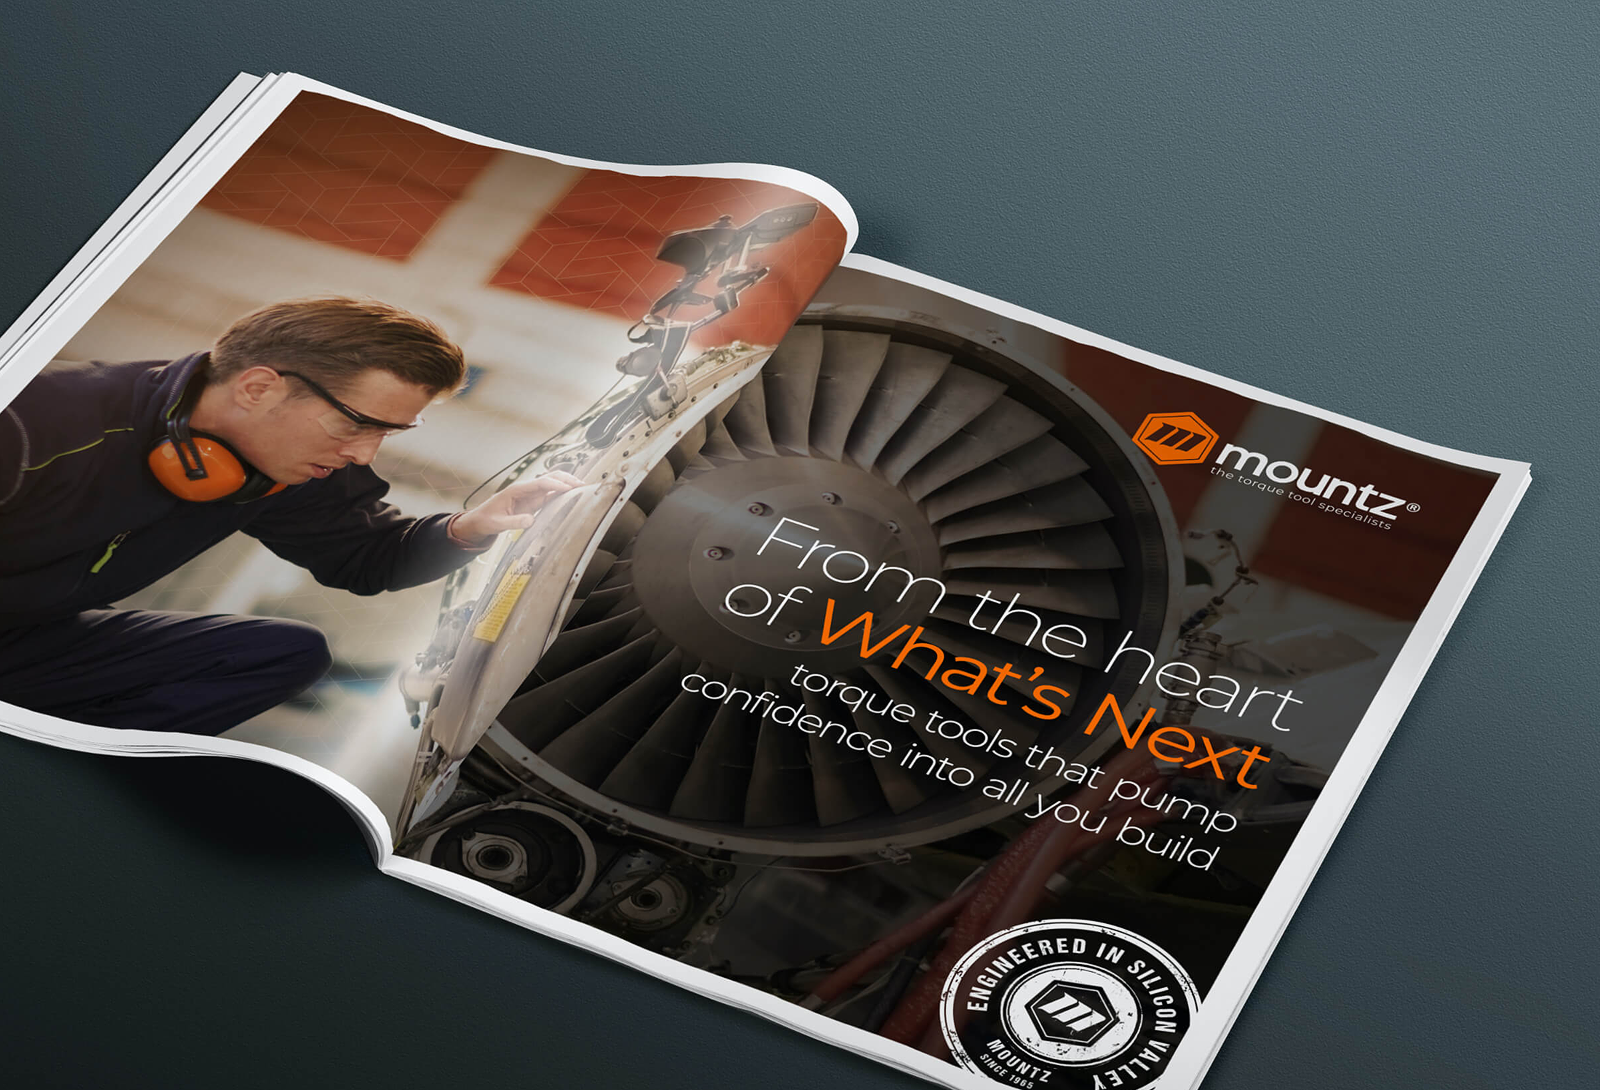 mountz®
the torque tool specialists
From the heart
of What's Next
torque tools that pump
confidence into all you build
ENGINEERED IN SILICON VALLEY
MOUNTZ
SINCE 1965